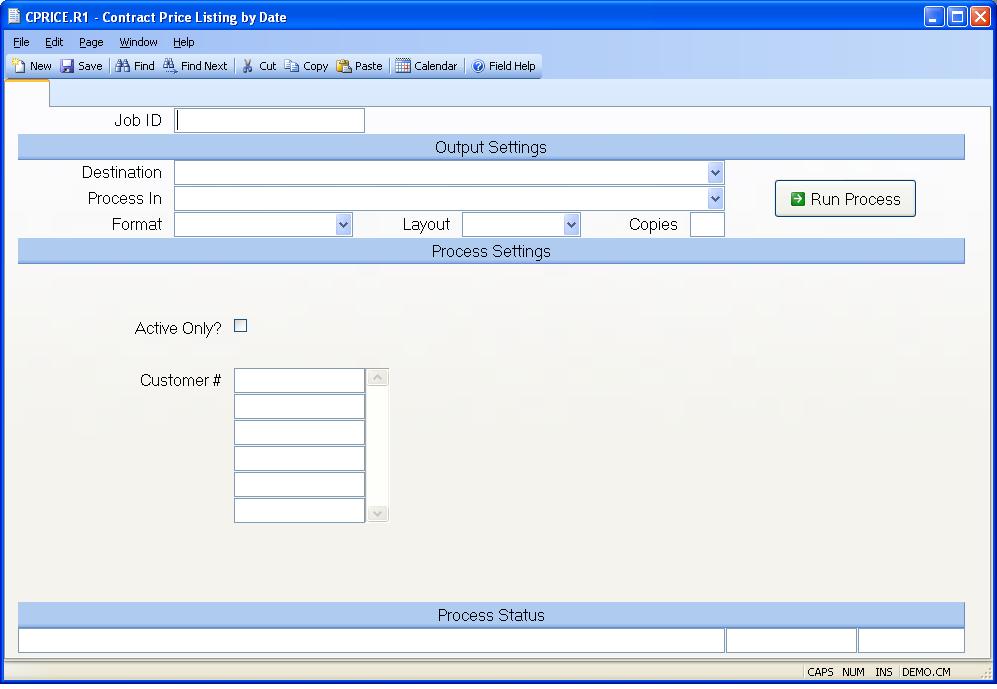 CPRICE.R1 - Contract Price Listing by Date
File Edit Page Window Help
New Save Find Find Next Cut Copy Paste Calendar Field Help
Job ID
Output Settings
Destination
Process In
Run Process
Format Layout Copies
Process Settings
Active Only?
Customer #
Process Status
CAPS NUM INS DEMO.CM